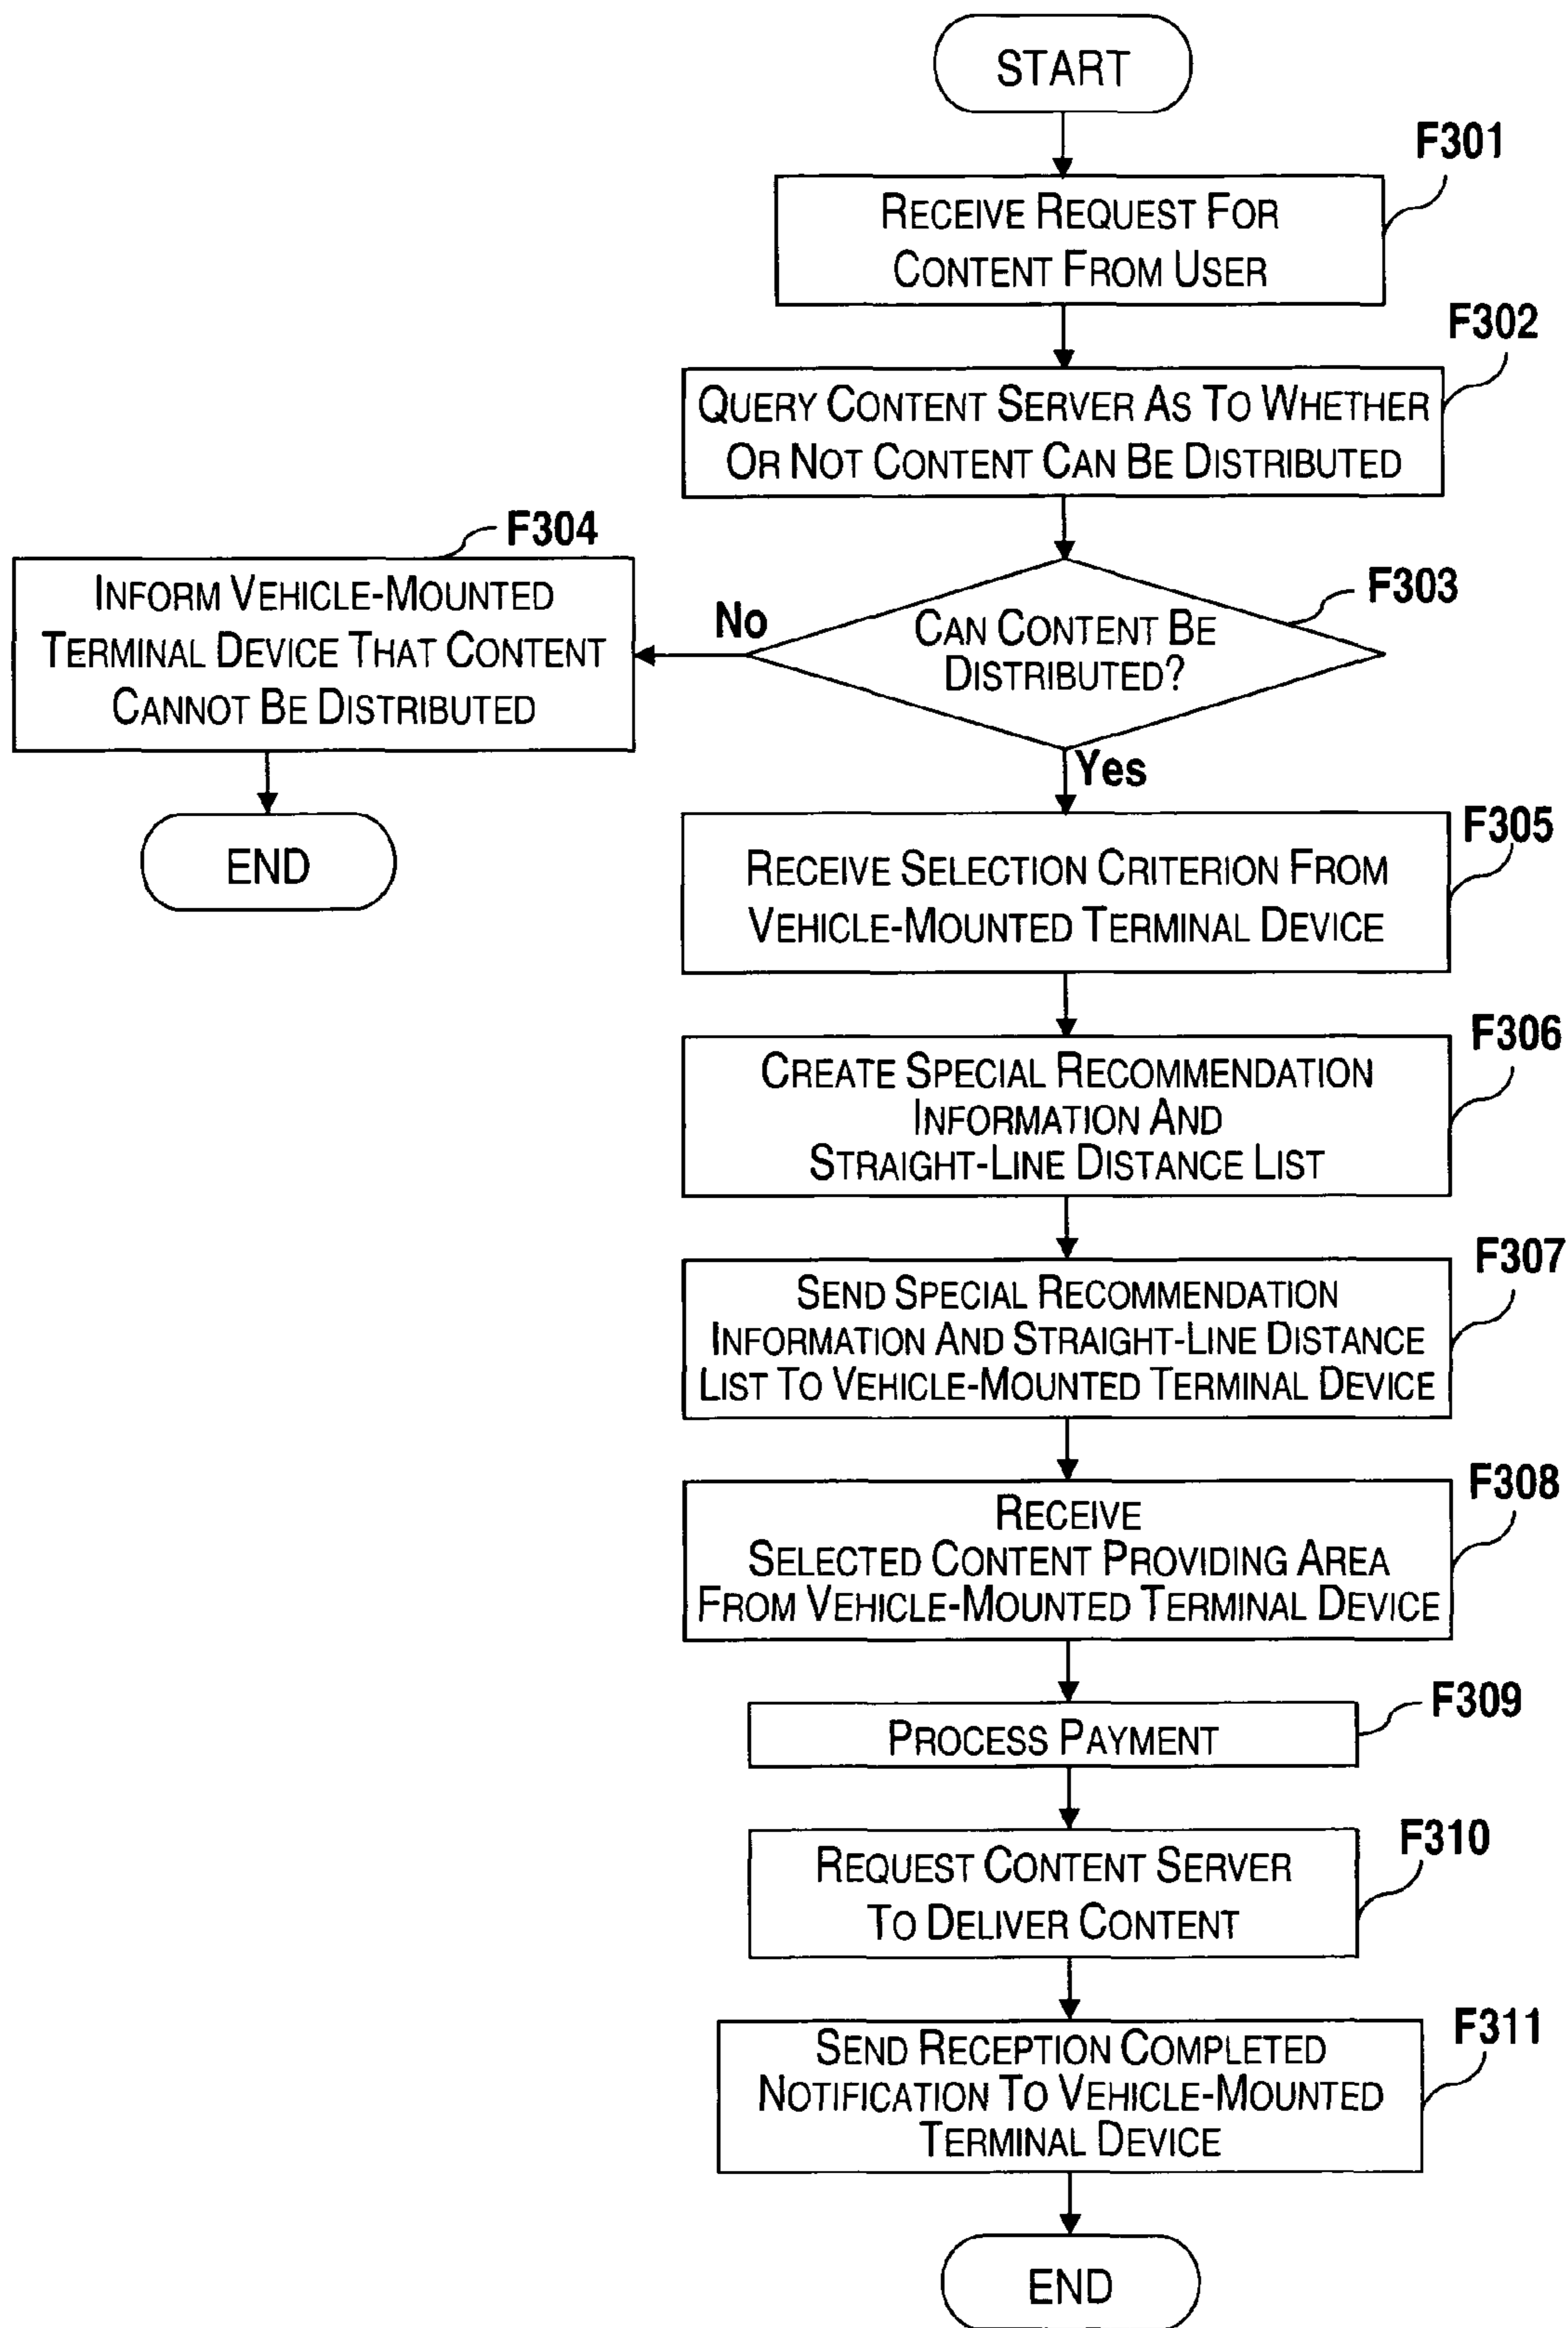 START
F301
RECEIVE REQUEST FOR
CONTENT FROM USER
F302
QUERY CONTENT SERVER AS TO WHETHER
OR NOT CONTENT CAN BE DISTRIBUTED
F304
INFORM VEHICLE-MOUNTED
TERMINAL DEVICE THAT CONTENT
CANNOT BE DISTRIBUTED
No
F303
CAN CONTENT BE
DISTRIBUTED?
Yes
END
F305
RECEIVE SELECTION CRITERION FROM
VEHICLE-MOUNTED TERMINAL DEVICE
F306
CREATE SPECIAL RECOMMENDATION
INFORMATION AND
STRAIGHT-LINE DISTANCE LIST
F307
SEND SPECIAL RECOMMENDATION
INFORMATION AND STRAIGHT-LINE DISTANCE
LIST TO VEHICLE-MOUNTED TERMINAL DEVICE
F308
RECEIVE
SELECTED CONTENT PROVIDING AREA
FROM VEHICLE-MOUNTED TERMINAL DEVICE
F309
PROCESS PAYMENT
F310
REQUEST CONTENT SERVER
TO DELIVER CONTENT
F311
SEND RECEPTION COMPLETED
NOTIFICATION TO VEHICLE-MOUNTED
TERMINAL DEVICE
END